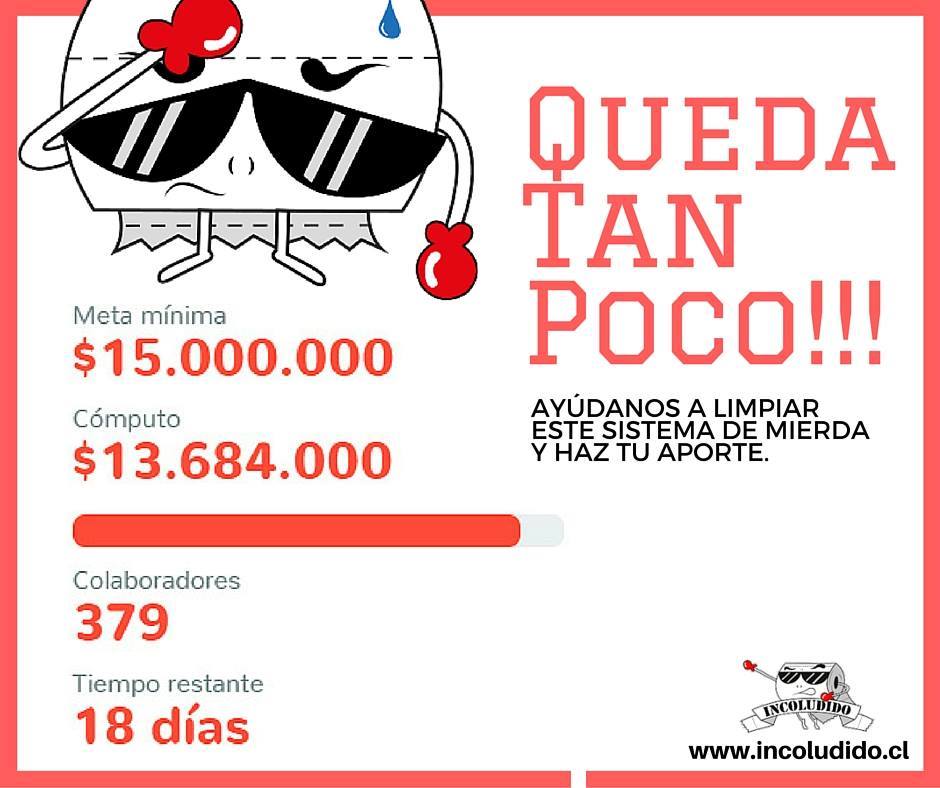 Queda
Tan
Poco!!!
AYÚDANOS A LIMPIAR
ESTE SISTEMA DE MIERDA
Y HAZ TU APORTE.
Meta mínima
$15.000.000
Cómputo
$13.684.000
Colaboradores
379
Tiempo restante
18 días
INCOLUDIDO
www.incoludido.cl